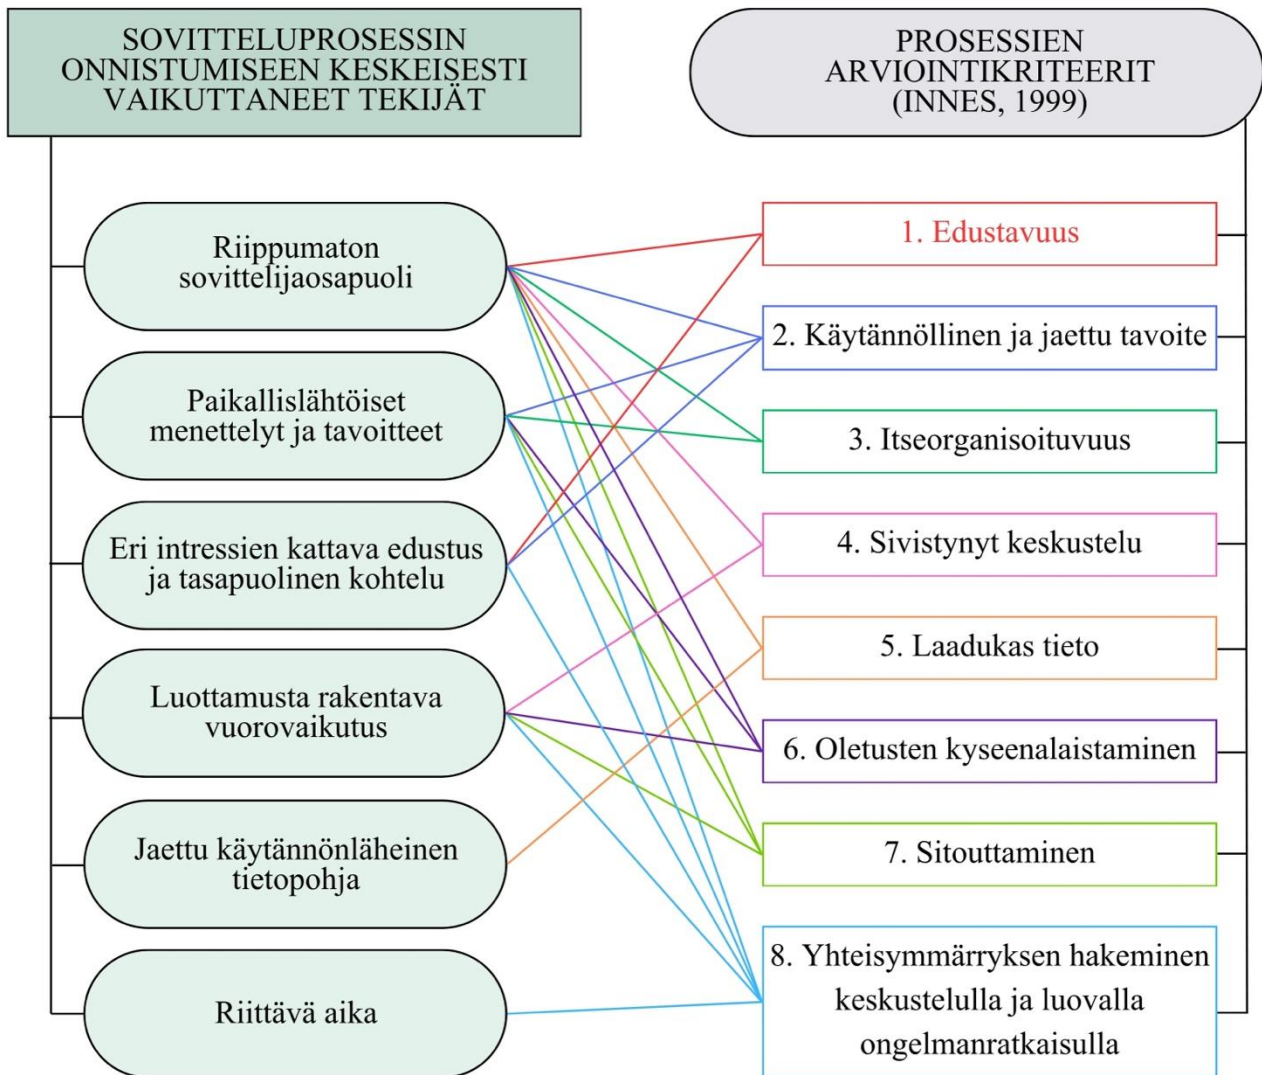 SOVITTELUPROSESSIN
ONNISTUMISEEN KESKEISESTI
VAIKUTTANEET TEKIJÄT
Riippumaton
sovittelijaosapuoli
Paikallislähtöiset
menettelyt ja tavoitteet
Eri intressien kattava edustus
ja tasapuolinen kohtelu
Luottamusta rakentava
vuorovaikutus
Jaettu käytännönläheinen
tietopohja
Riittävä aika
PROSESSIEN
ARVIOINTIKRITEERIT
(INNES, 1999)
1. Edustavuus
2. Käytännöllinen ja jaettu tavoite
3. Itseorganisoituvuus
4. Sivistynyt keskustelu
5. Laadukas tieto
6. Oletusten kyseenalaistaminen
7. Sitouttaminen
8. Yhteisymmärryksen hakeminen
keskustelulla ja luovalla
ongelmanratkaisulla